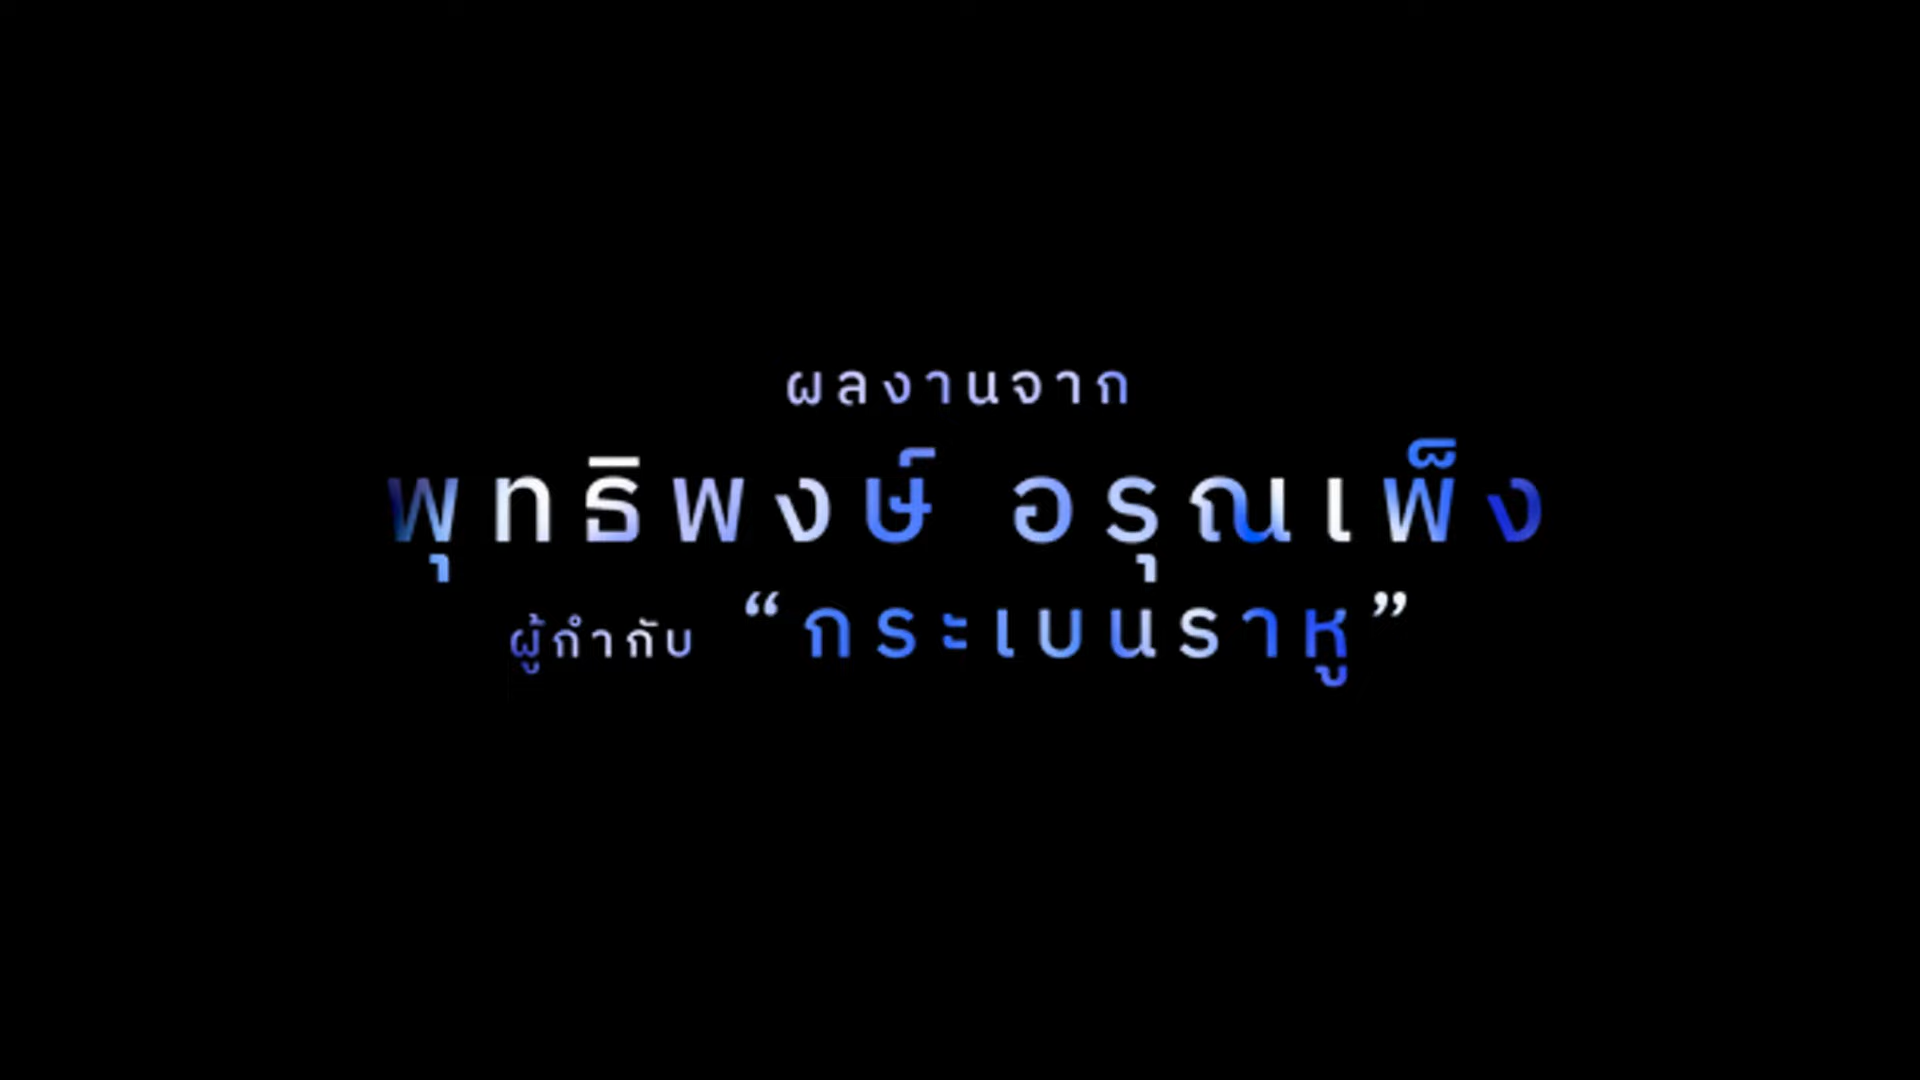 ผลงานจาก
พุทธิพงษ์ อรุณเพ็ง
ผู้กำกับ “กระเบนราหู”